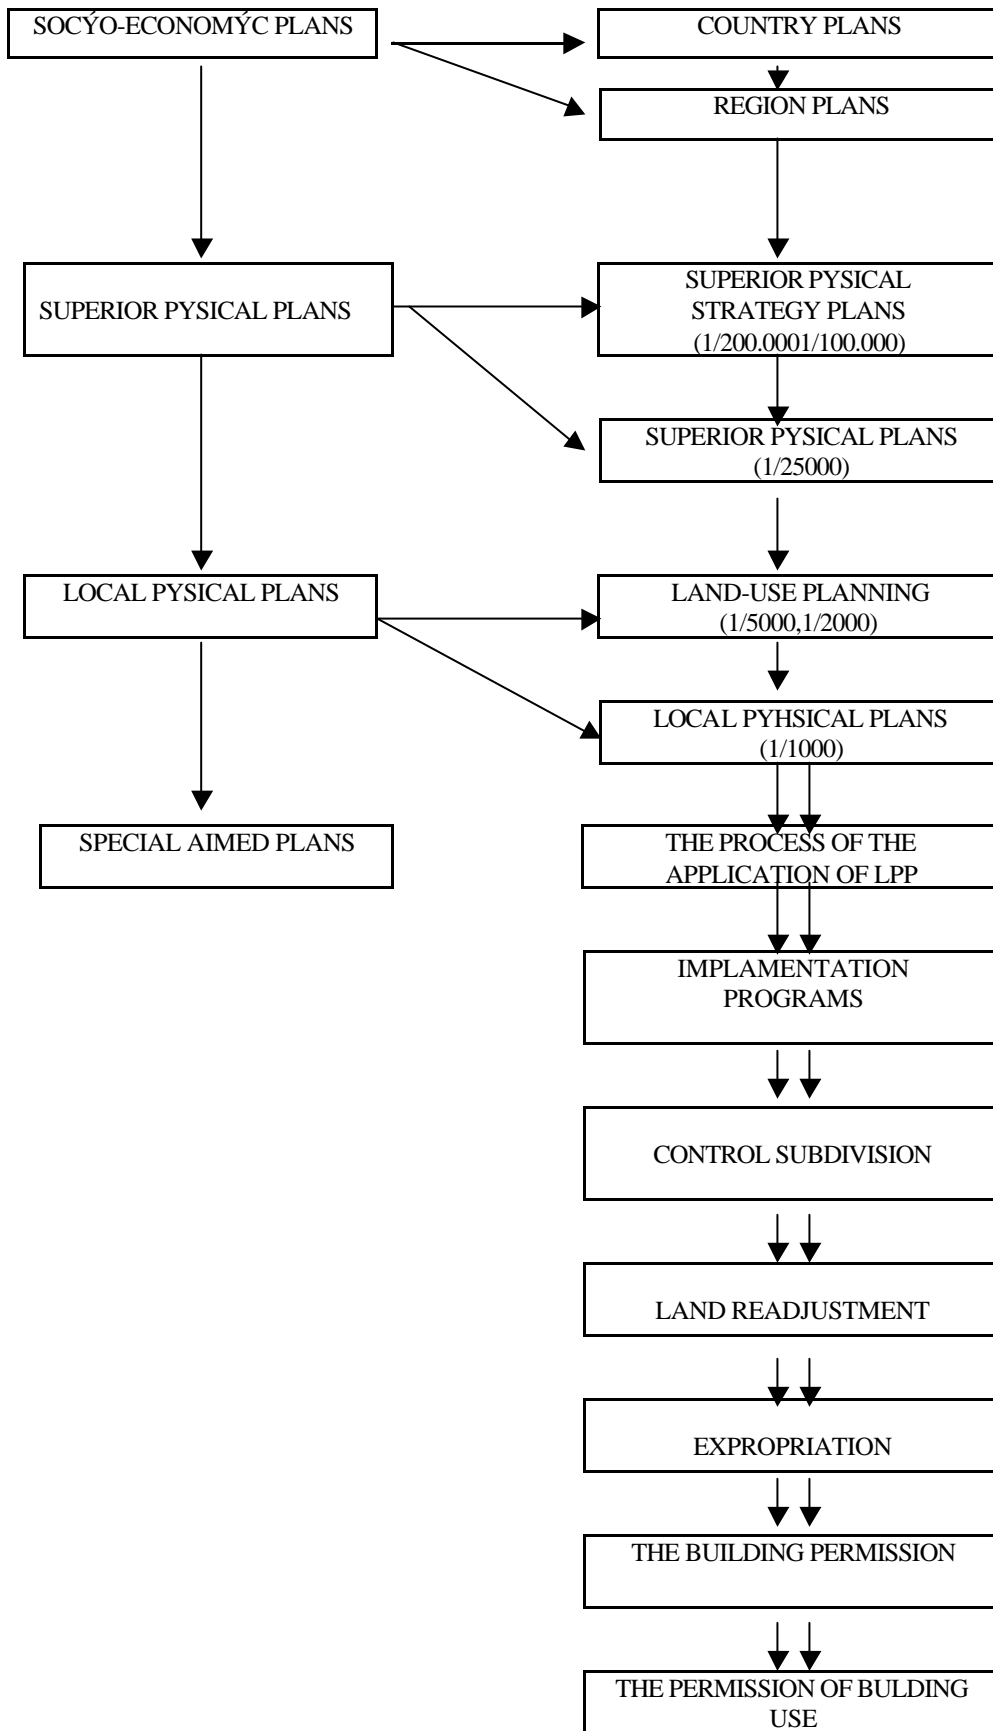 SOCÝO-ECONOMÝC PLANS
COUNTRY PLANS
REGION PLANS
SUPERIOR PYSICAL PLANS
SUPERIOR PYSICAL
STRATEGY PLANS
(1/200.0001/100.000)
SUPERIOR PYSICAL PLANS
(1/25000)
LOCAL PYSICAL PLANS
LAND-USE PLANNING
(1/5000,1/2000)
LOCAL PYHSICAL PLANS
(1/1000)
SPECIAL AIMED PLANS
THE PROCESS OF THE
APPLICATION OF LPP
IMPLAMENTATION
PROGRAMS
CONTROL SUBDIVISION
LAND READJUSTMENT
EXPROPRIATION
THE BUILDING PERMISSION
THE PERMISSION OF BULDING
USE